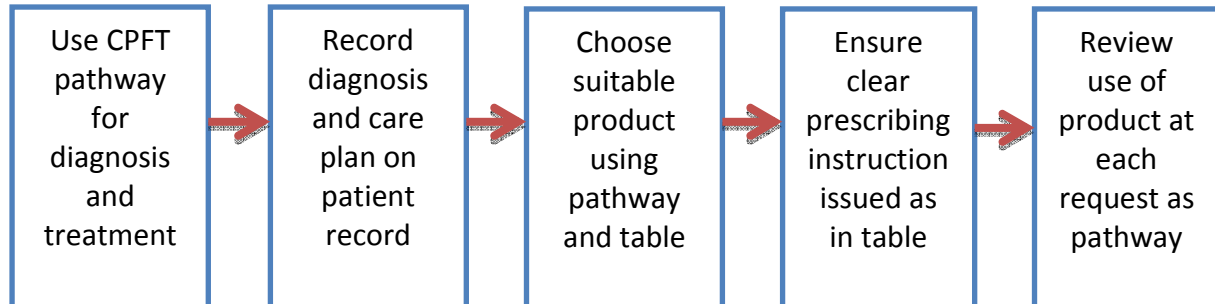 Use CPFT
pathway
for
diagnosis
and
treatment
Record
diagnosis
and care
plan on
patient
record
Choose
suitable
product
using
pathway
and table
Ensure
clear
prescribing
instruction
issued as
in table
Review
use of
product at
each
request as
pathway